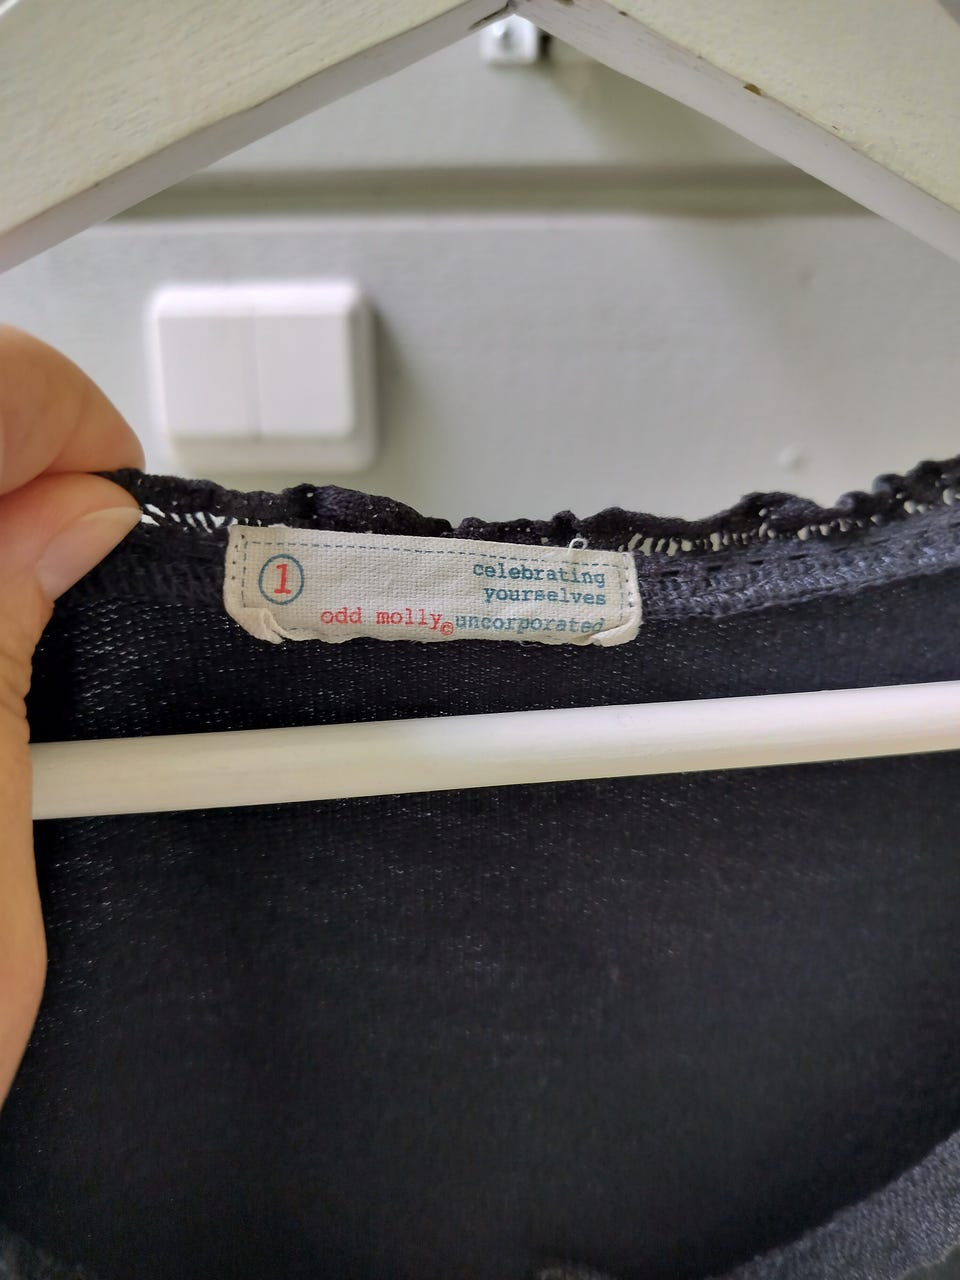 1
celebrating
yourselves
odd molly© uncorporated